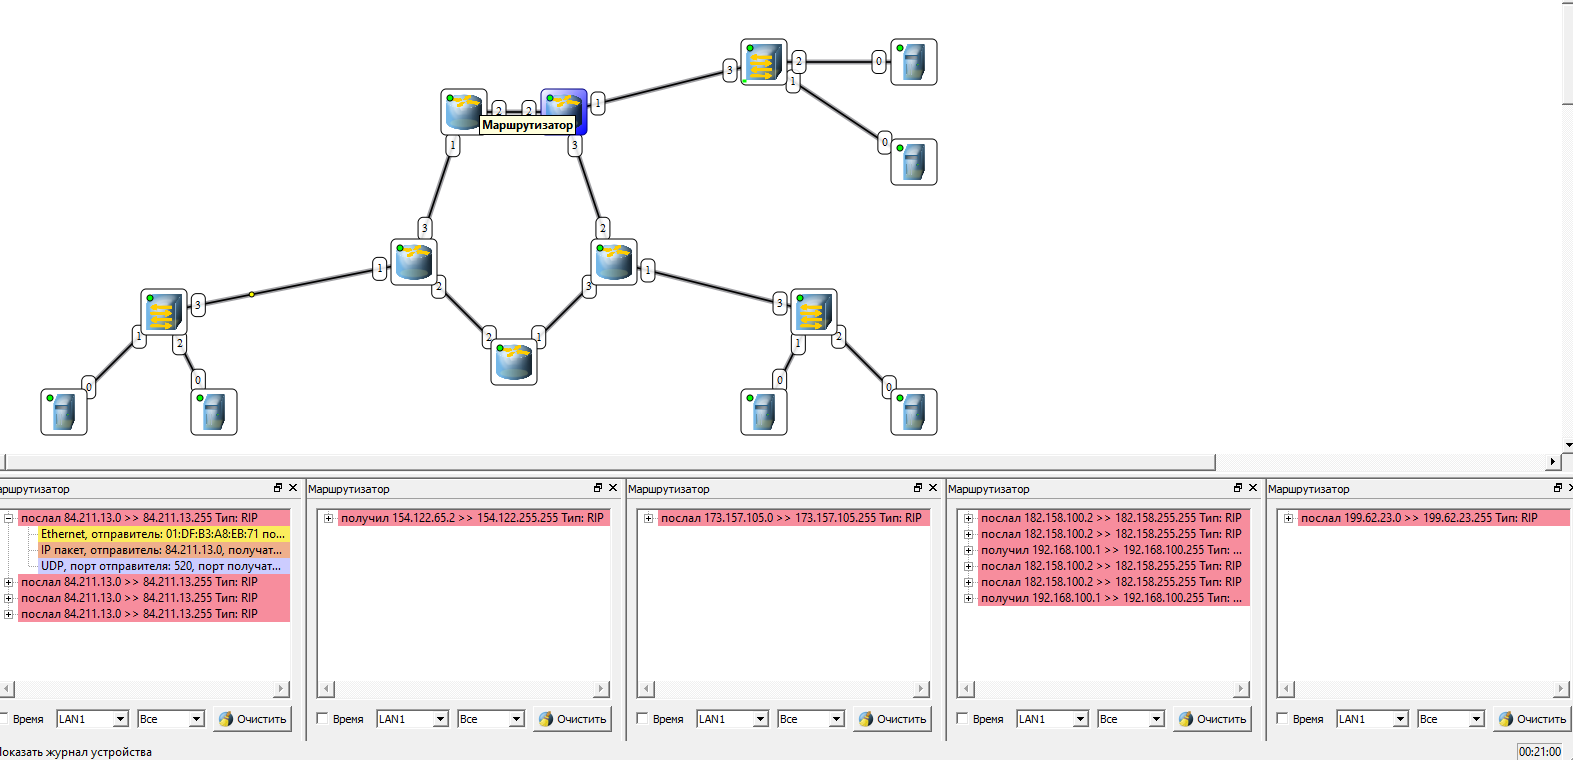 3
2
0
1
0
2
2
1
Маршрутизатор
1
3
3
2
1
1
2
3
3
3
2
1
1
2
1
2
0
0
0
0
аршрутизатор
послал 84.211.13.0 >> 84.211.13.255 Тип: RIP
Ethernet, отправитель: 01:DF:B3:A8:EB:71 по...
IP пакет, отправитель: 84.211.13.0, получат...
UDP, порт отправителя: 520, порт получат...
послал 84.211.13.0 >> 84.211.13.255 Тип: RIP
послал 84.211.13.0 >> 84.211.13.255 Тип: RIP
послал 84.211.13.0 >> 84.211.13.255 Тип: RIP
Время
LAN1
Все
Очистить
Маршрутизатор
получил 154.122.65.2 >> 154.122.255.255 Тип: RIP
Время
LAN1
Все
Очистить
Маршрутизатор
послал 173.157.105.0 >> 173.157.105.255 Тип: RIP
Время
LAN1
Все
Очистить
Маршрутизатор
послал 182.158.100.2 >> 182.158.255.255 Тип: RIP
послал 182.158.100.2 >> 182.158.255.255 Тип: RIP
получил 192.168.100.1 >> 192.168.100.255 Тип: ...
послал 182.158.100.2 >> 182.158.255.255 Тип: RIP
послал 182.158.100.2 >> 182.158.255.255 Тип: RIP
получил 192.168.100.1 >> 192.168.100.255 Тип: ...
Время
LAN1
Все
Очистить
Маршрутизатор
послал 199.62.23.0 >> 199.62.23.255 Тип: RIP
Время
LAN1
Все
Очистить
Показать журнал устройства
00:21:00